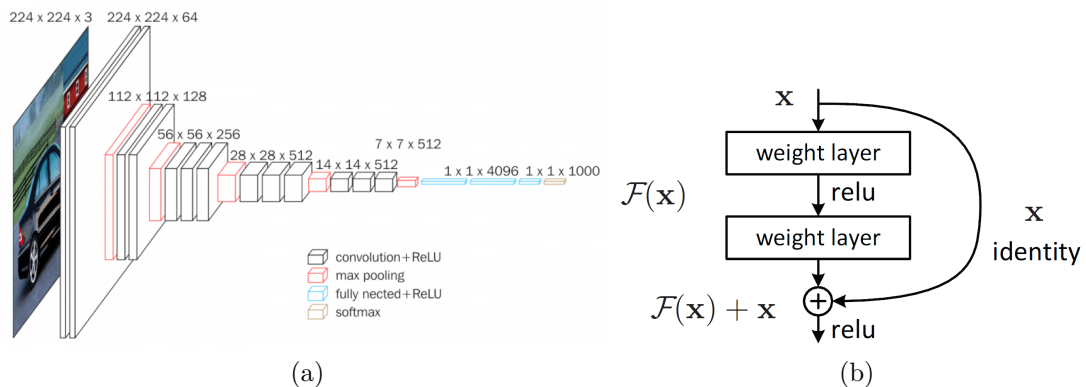 224 x 224 x 3
224 x 224 x 64
112 x 112 x 128
56 x 56 x 256
28 x 28 x 512
14 x 14 x 512
7 x 7 x 512
1 x 1 x 4096
1 x 1 x 1000
convolution+ReLU
max pooling
fully nected+ReLU
softmax
(a)
x
weight layer
F(x)
relu
x
weight layer
identity
F(x) + x
+
relu
(b)